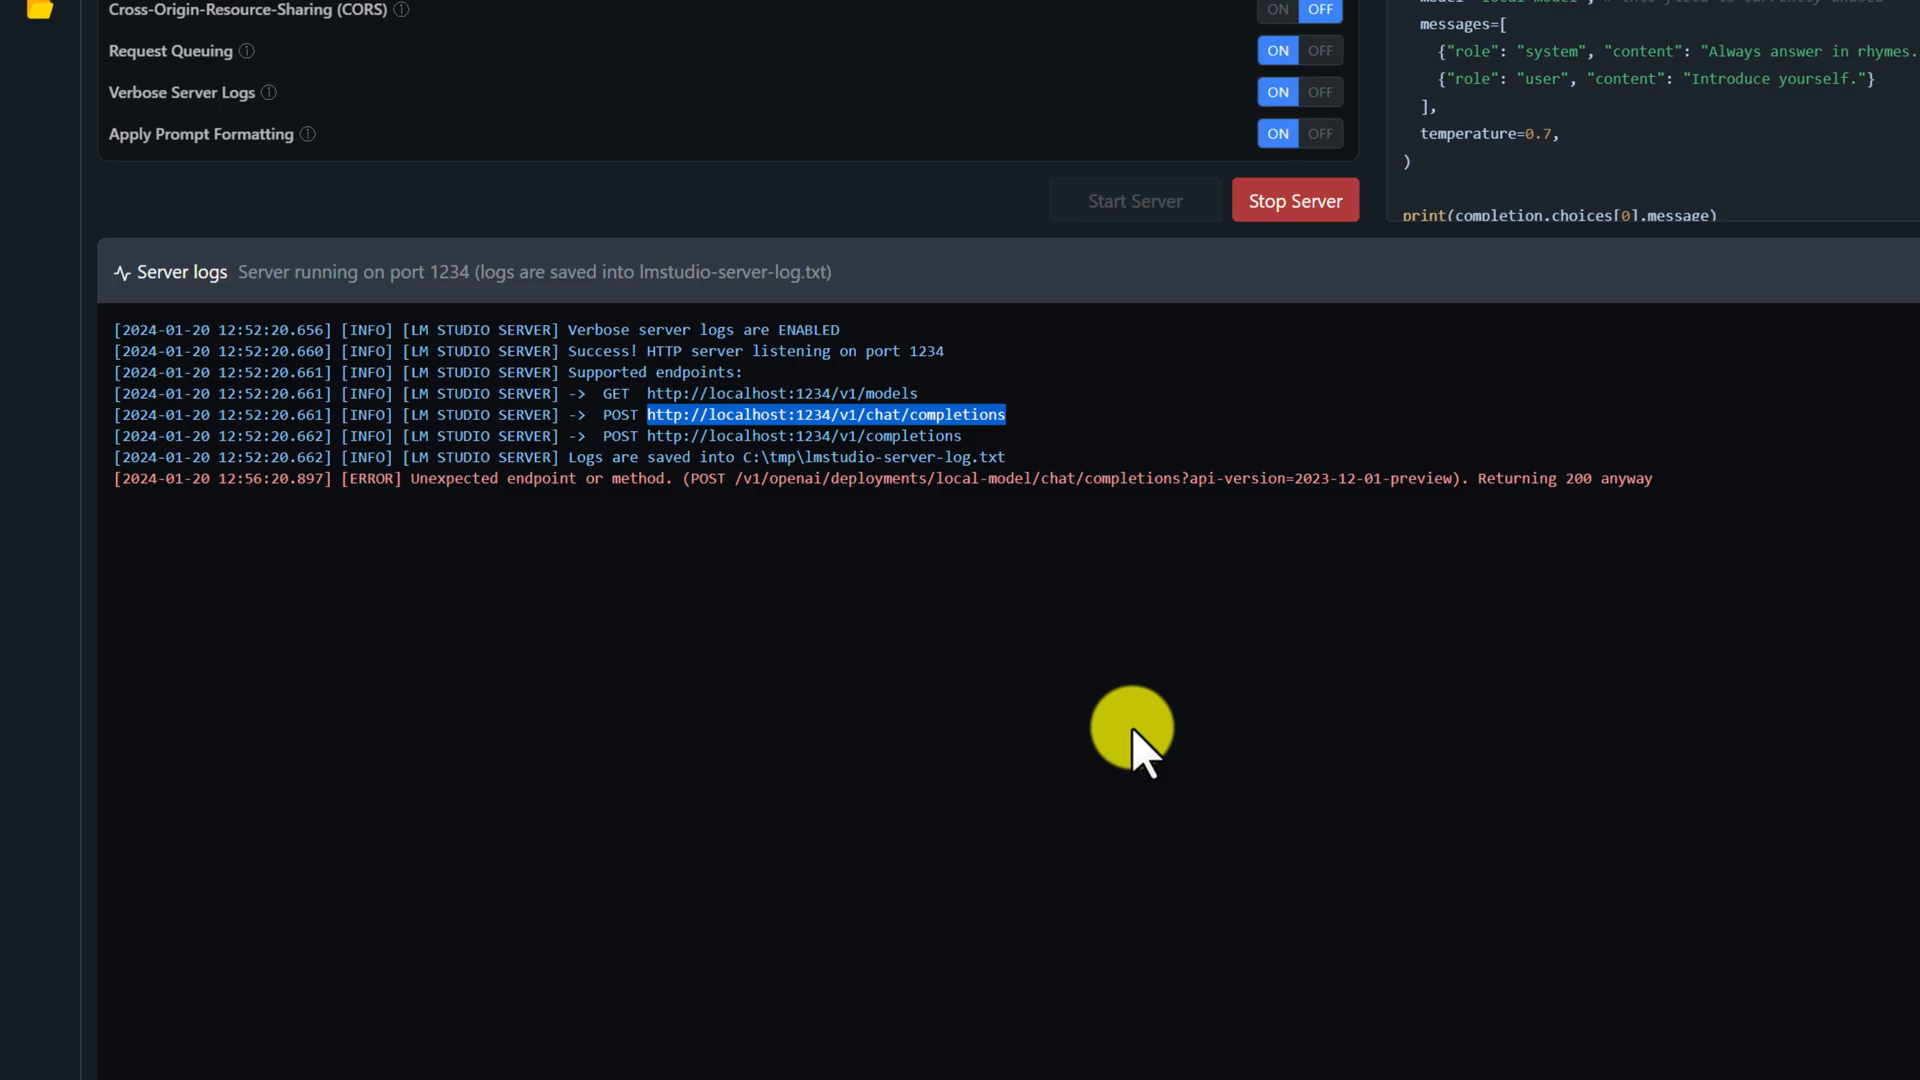 Cross-Origin-Resource-Sharing (CORS)
ON OFF
Request Queuing
ON OFF
Verbose Server Logs
ON OFF
Apply Prompt Formatting
ON OFF
Start Server
Stop Server
messages=[
{"role": "system", "content": "Always answer in rhymes.
{"role": "user", "content": "Introduce yourself."}
],
temperature=0.7,
)
print(completion.choices[0].message)
Server logs Server running on port 1234 (logs are saved into lmstudio-server-log.txt)
[2024-01-20 12:52:20.656] [INFO] [LM STUDIO SERVER] Verbose server logs are ENABLED
[2024-01-20 12:52:20.660] [INFO] [LM STUDIO SERVER] Success! HTTP server listening on port 1234
[2024-01-20 12:52:20.661] [INFO] [LM STUDIO SERVER] Supported endpoints:
[2024-01-20 12:52:20.661] [INFO] [LM STUDIO SERVER] -> GET http://localhost:1234/v1/models
[2024-01-20 12:52:20.661] [INFO] [LM STUDIO SERVER] -> POST http://localhost:1234/v1/chat/completions
[2024-01-20 12:52:20.662] [INFO] [LM STUDIO SERVER] -> POST http://localhost:1234/v1/completions
[2024-01-20 12:52:20.662] [INFO] [LM STUDIO SERVER] Logs are saved into C:\tmp\lmstudio-server-log.txt
[2024-01-20 12:56:20.897] [ERROR] Unexpected endpoint or method. (POST /v1/openai/deployments/local-model/chat/completions?api-version=2023-12-01-preview). Returning 200 anyway